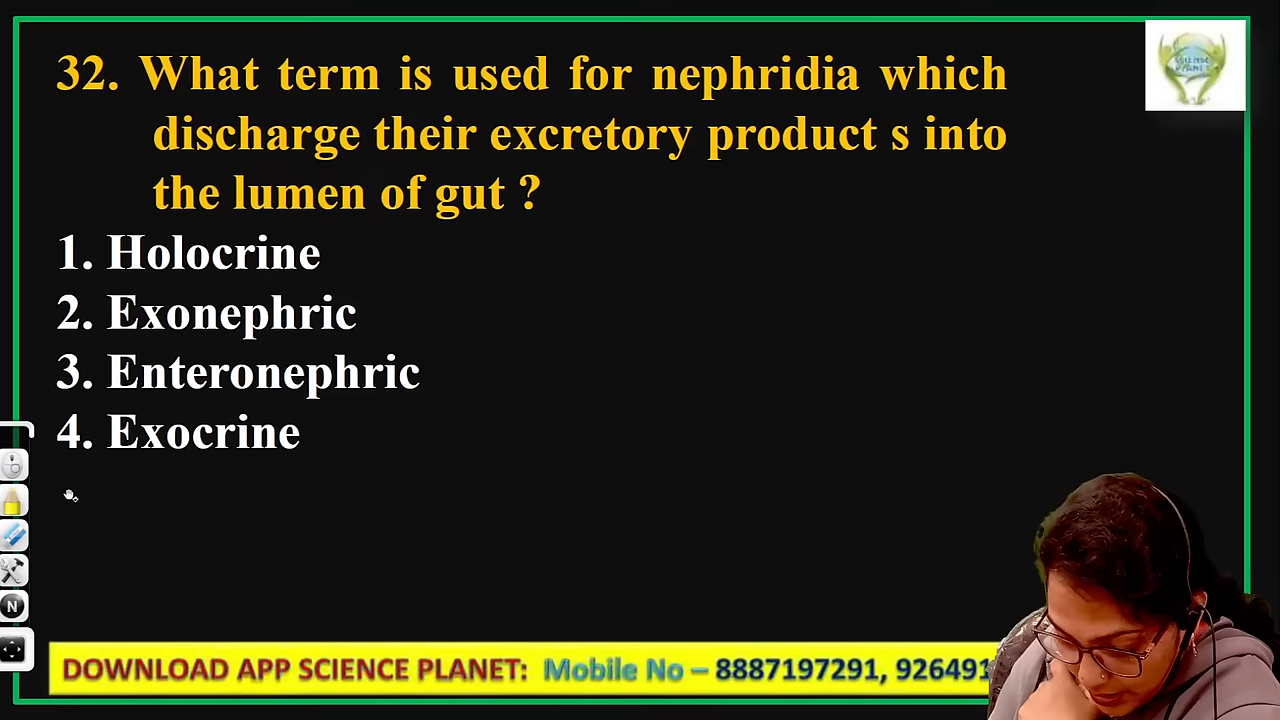 32. What term is used for nephridia which
discharge their excretory product s into
the lumen of gut ?
1. Holocrine
2. Exonephric
3. Enteronephric
4. Exocrine
N
DOWNLOAD APP SCIENCE PLANET: Mobile No – 8887197291, 926491